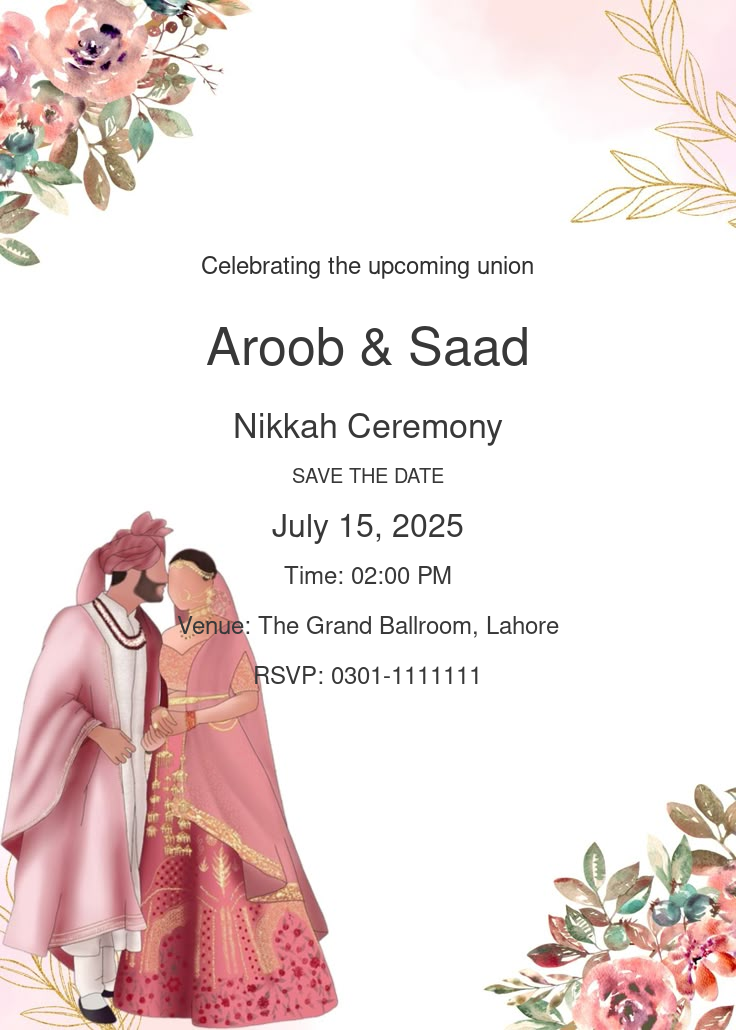 Celebrating the upcoming union
Aroob & Saad
Nikkah Ceremony
SAVE THE DATE
July 15, 2025
Time: 02:00 PM
Venue: The Grand Ballroom, Lahore
RSVP: 0301-1111111